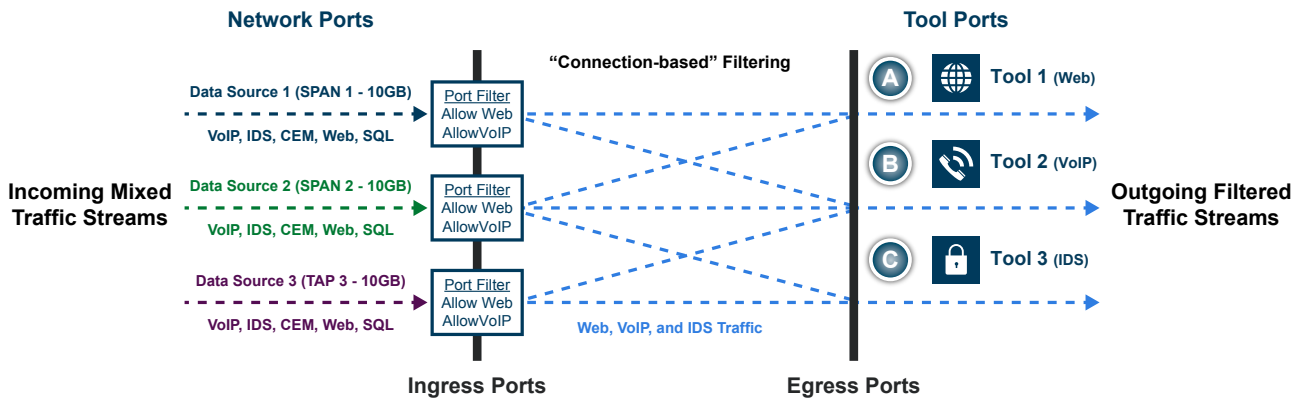 Network Ports
Tool Ports
“Connection-based” Filtering
Data Source 1 (SPAN 1 - 10GB)
VoIP, IDS, CEM, Web, SQL
Port Filter
Allow Web
AllowVoIP
A
Tool 1 (Web)
Incoming Mixed
Traffic Streams
Data Source 2 (SPAN 2 - 10GB)
VoIP, IDS, CEM, Web, SQL
Port Filter
Allow Web
AllowVoIP
B
Tool 2 (VoIP)
Outgoing Filtered
Traffic Streams
Data Source 3 (TAP 3 - 10GB)
VoIP, IDS, CEM, Web, SQL
Port Filter
Allow Web
AllowVoIP
C
Tool 3 (IDS)
Web, VoIP, and IDS Traffic
Ingress Ports
Egress Ports